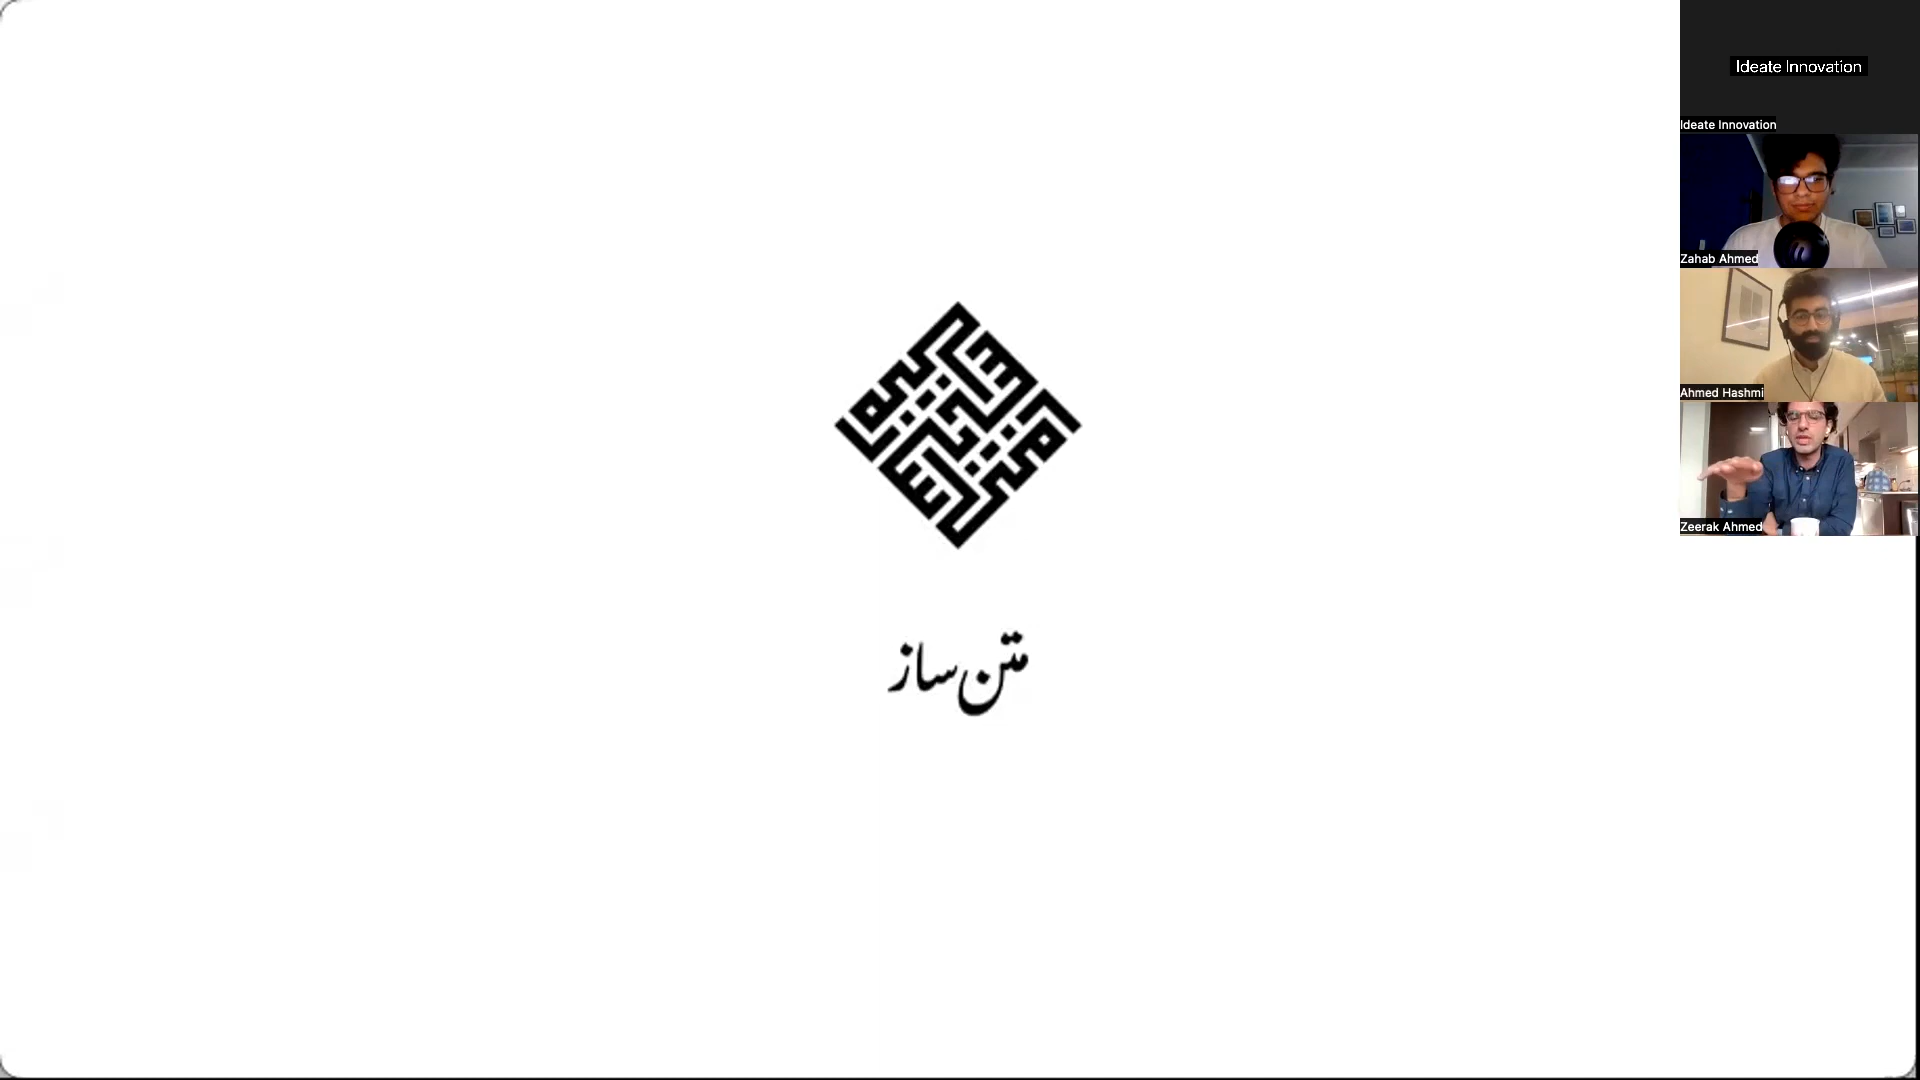 Ideate Innovation
Ideate Innovation
Zahab Ahmed
Ahmed Hashmi
Zeerak Ahmed
متن ساز